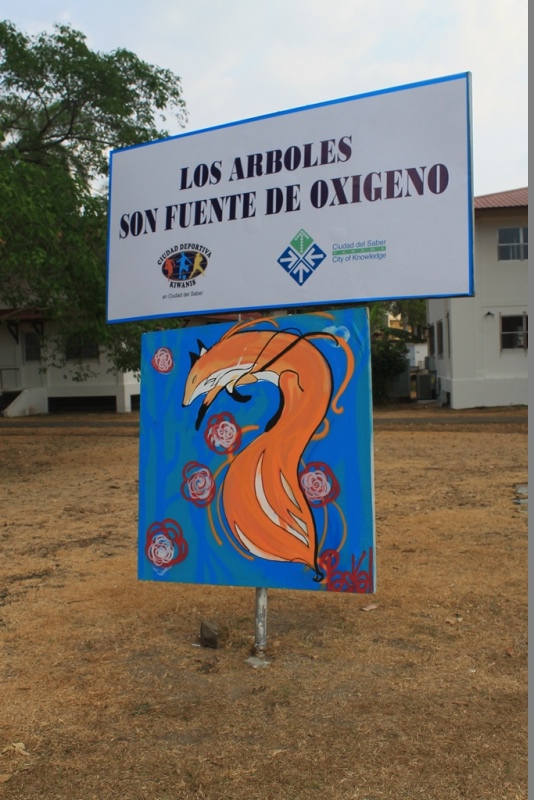 LOS ARBOLES
SON FUENTE DE OXIGENO
CIUDAD DEPORTIVA
KIWANIS
en Ciudad del Saber
Ciudad del Saber
PANAMÁ
City of Knowledge